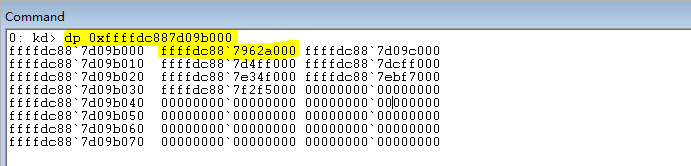 Command
0: kd> dp 0xffffdc887d09b000
ffffdc88`7d09b000  ffffdc88`7962a000 ffffdc88`7d09c000
ffffdc88`7d09b010  ffffdc88`7d4ff000 ffffdc88`7dcff000
ffffdc88`7d09b020  ffffdc88`7e34f000 ffffdc88`7ebf7000
ffffdc88`7d09b030  ffffdc88`7f2f5000 00000000`00000000
ffffdc88`7d09b040  00000000`00000000 00000000`00000000
ffffdc88`7d09b050  00000000`00000000 00000000`00000000
ffffdc88`7d09b060  00000000`00000000 00000000`00000000
ffffdc88`7d09b070  00000000`00000000 00000000`00000000